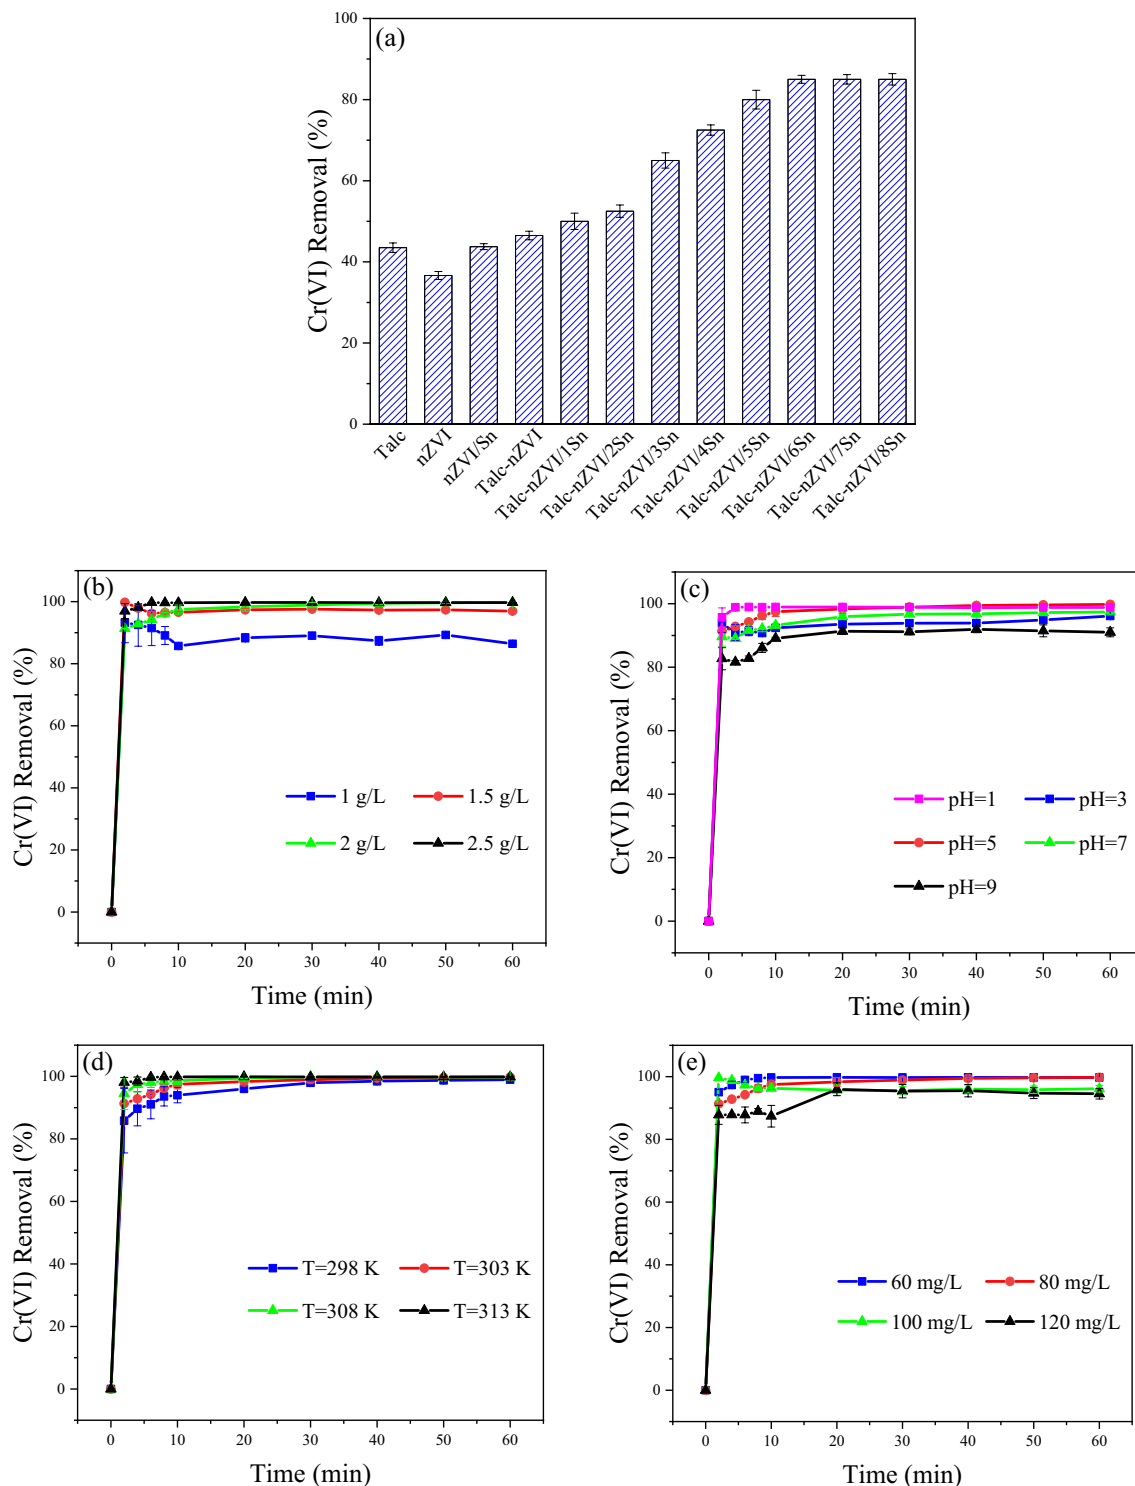 (a)
Cr(VI) Removal (%)
100
80
60
40
20
0
Talc
nZVI
nZVI/Sn
Talc-nZVI
Talc-nZVI/1Sn
Talc-nZVI/2Sn
Talc-nZVI/3Sn
Talc-nZVI/4Sn
Talc-nZVI/5Sn
Talc-nZVI/6Sn
Talc-nZVI/7Sn
Talc-nZVI/8Sn
(b)
Cr(VI) Removal (%)
100
80
60
40
20
0
1 g/L 1.5 g/L
2 g/L 2.5 g/L
0 10 20 30 40 50 60
Time (min)
(c)
Cr(VI) Removal (%)
100
80
60
40
20
0
pH=1 pH=3
pH=5 pH=7
pH=9
0 10 20 30 40 50 60
Time (min)
(d)
Cr(VI) Removal (%)
100
80
60
40
20
0
T=298 K T=303 K
T=308 K T=313 K
0 10 20 30 40 50 60
Time (min)
(e)
Cr(VI) Removal (%)
100
80
60
40
20
0
60 mg/L 80 mg/L
100 mg/L 120 mg/L
0 10 20 30 40 50 60
Time (min)